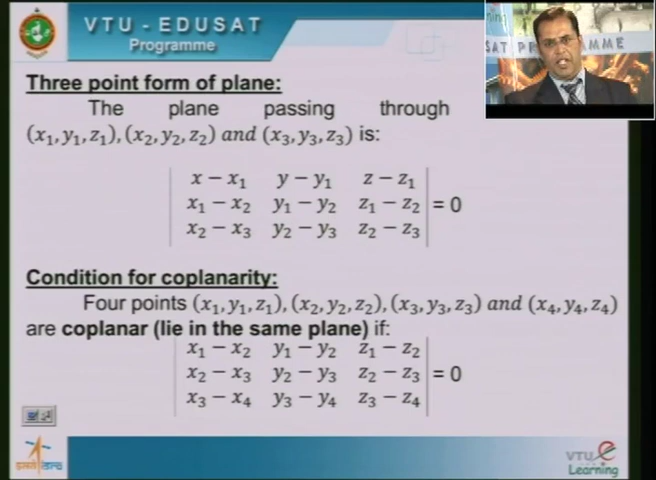 VTU - EDUSAT
Programme
SAT PROGRAMME
Three point form of plane:
The plane passing through
(x₁, y₁, z₁), (x₂, y₂, z₂) and (x₃, y₃, z₃) is:
| x − x₁ y − y₁ z − z₁ |
| x₁ − x₂ y₁ − y₂ z₁ − z₂ | = 0
| x₂ − x₃ y₂ − y₃ z₂ − z₃ |
Condition for coplanarity:
Four points (x₁, y₁, z₁), (x₂, y₂, z₂), (x₃, y₃, z₃) and (x₄, y₄, z₄)
are coplanar (lie in the same plane) if:
| x₁ − x₂ y₁ − y₂ z₁ − z₂ |
| x₂ − x₃ y₂ − y₃ z₂ − z₃ | = 0
| x₃ − x₄ y₃ − y₄ z₃ − z₄ |
VTU e
Learning